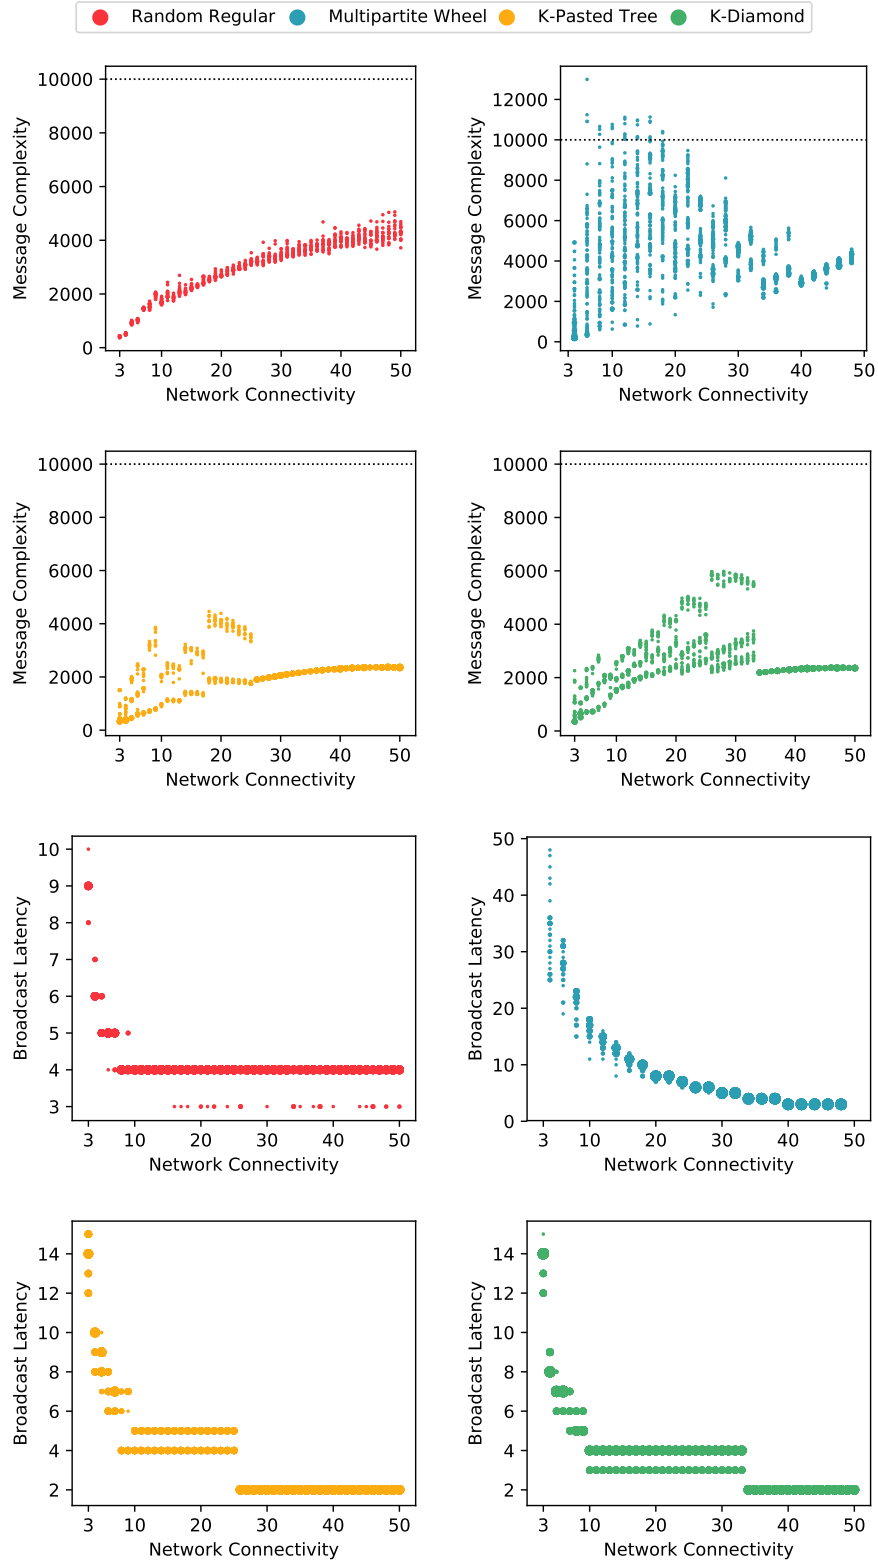 Random Regular Multipartite Wheel K-Pasted Tree K-Diamond
10000
8000
6000
4000
2000
0
Message Complexity
3 10 20 30 40 50
Network Connectivity
12000
10000
8000
6000
4000
2000
0
Message Complexity
3 10 20 30 40 50
Network Connectivity
10000
8000
6000
4000
2000
0
Message Complexity
3 10 20 30 40 50
Network Connectivity
10000
8000
6000
4000
2000
0
Message Complexity
3 10 20 30 40 50
Network Connectivity
10
9
8
7
6
5
4
3
Broadcast Latency
3 10 20 30 40 50
Network Connectivity
50
40
30
20
10
0
Broadcast Latency
3 10 20 30 40 50
Network Connectivity
14
12
10
8
6
4
2
Broadcast Latency
3 10 20 30 40 50
Network Connectivity
14
12
10
8
6
4
2
Broadcast Latency
3 10 20 30 40 50
Network Connectivity